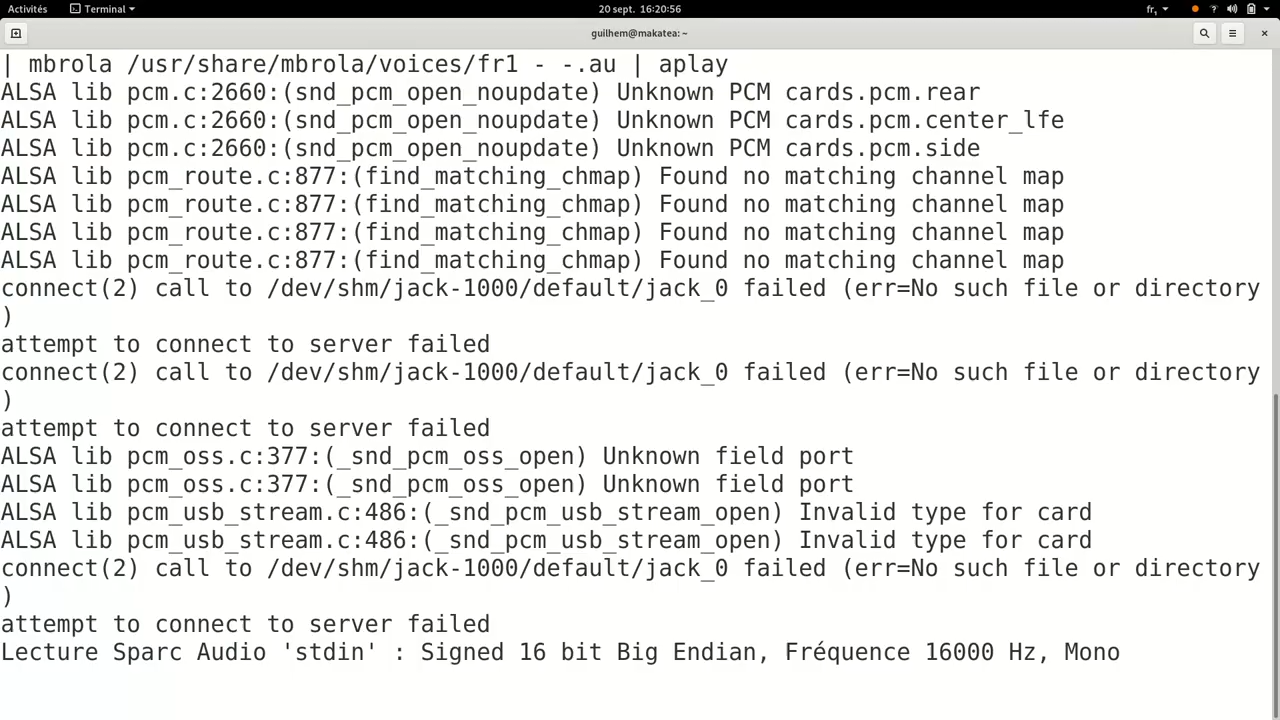 Activités
Terminal
20 sept. 16:20:56
fr₁
guilhem@makatea: ~
| mbrola /usr/share/mbrola/voices/fr1 - -.au | aplay
ALSA lib pcm.c:2660:(snd_pcm_open_noupdate) Unknown PCM cards.pcm.rear
ALSA lib pcm.c:2660:(snd_pcm_open_noupdate) Unknown PCM cards.pcm.center_lfe
ALSA lib pcm.c:2660:(snd_pcm_open_noupdate) Unknown PCM cards.pcm.side
ALSA lib pcm_route.c:877:(find_matching_chmap) Found no matching channel map
ALSA lib pcm_route.c:877:(find_matching_chmap) Found no matching channel map
ALSA lib pcm_route.c:877:(find_matching_chmap) Found no matching channel map
ALSA lib pcm_route.c:877:(find_matching_chmap) Found no matching channel map
connect(2) call to /dev/shm/jack-1000/default/jack_0 failed (err=No such file or directory
)
attempt to connect to server failed
connect(2) call to /dev/shm/jack-1000/default/jack_0 failed (err=No such file or directory
)
attempt to connect to server failed
ALSA lib pcm_oss.c:377:(_snd_pcm_oss_open) Unknown field port
ALSA lib pcm_oss.c:377:(_snd_pcm_oss_open) Unknown field port
ALSA lib pcm_usb_stream.c:486:(_snd_pcm_usb_stream_open) Invalid type for card
ALSA lib pcm_usb_stream.c:486:(_snd_pcm_usb_stream_open) Invalid type for card
connect(2) call to /dev/shm/jack-1000/default/jack_0 failed (err=No such file or directory
)
attempt to connect to server failed
Lecture Sparc Audio 'stdin' : Signed 16 bit Big Endian, Fréquence 16000 Hz, Mono